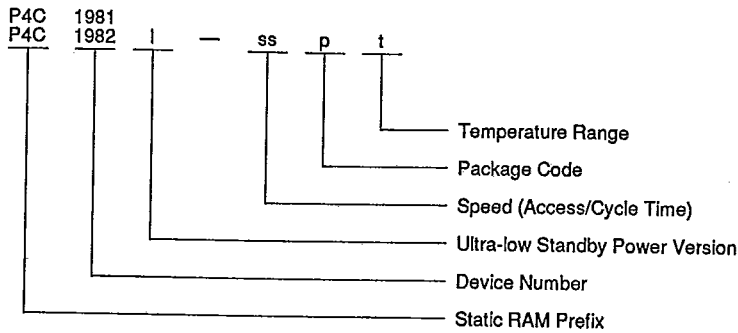 P4C 1981
P4C 1982 l — ss p t
Temperature Range
Package Code
Speed (Access/Cycle Time)
Ultra-low Standby Power Version
Device Number
Static RAM Prefix